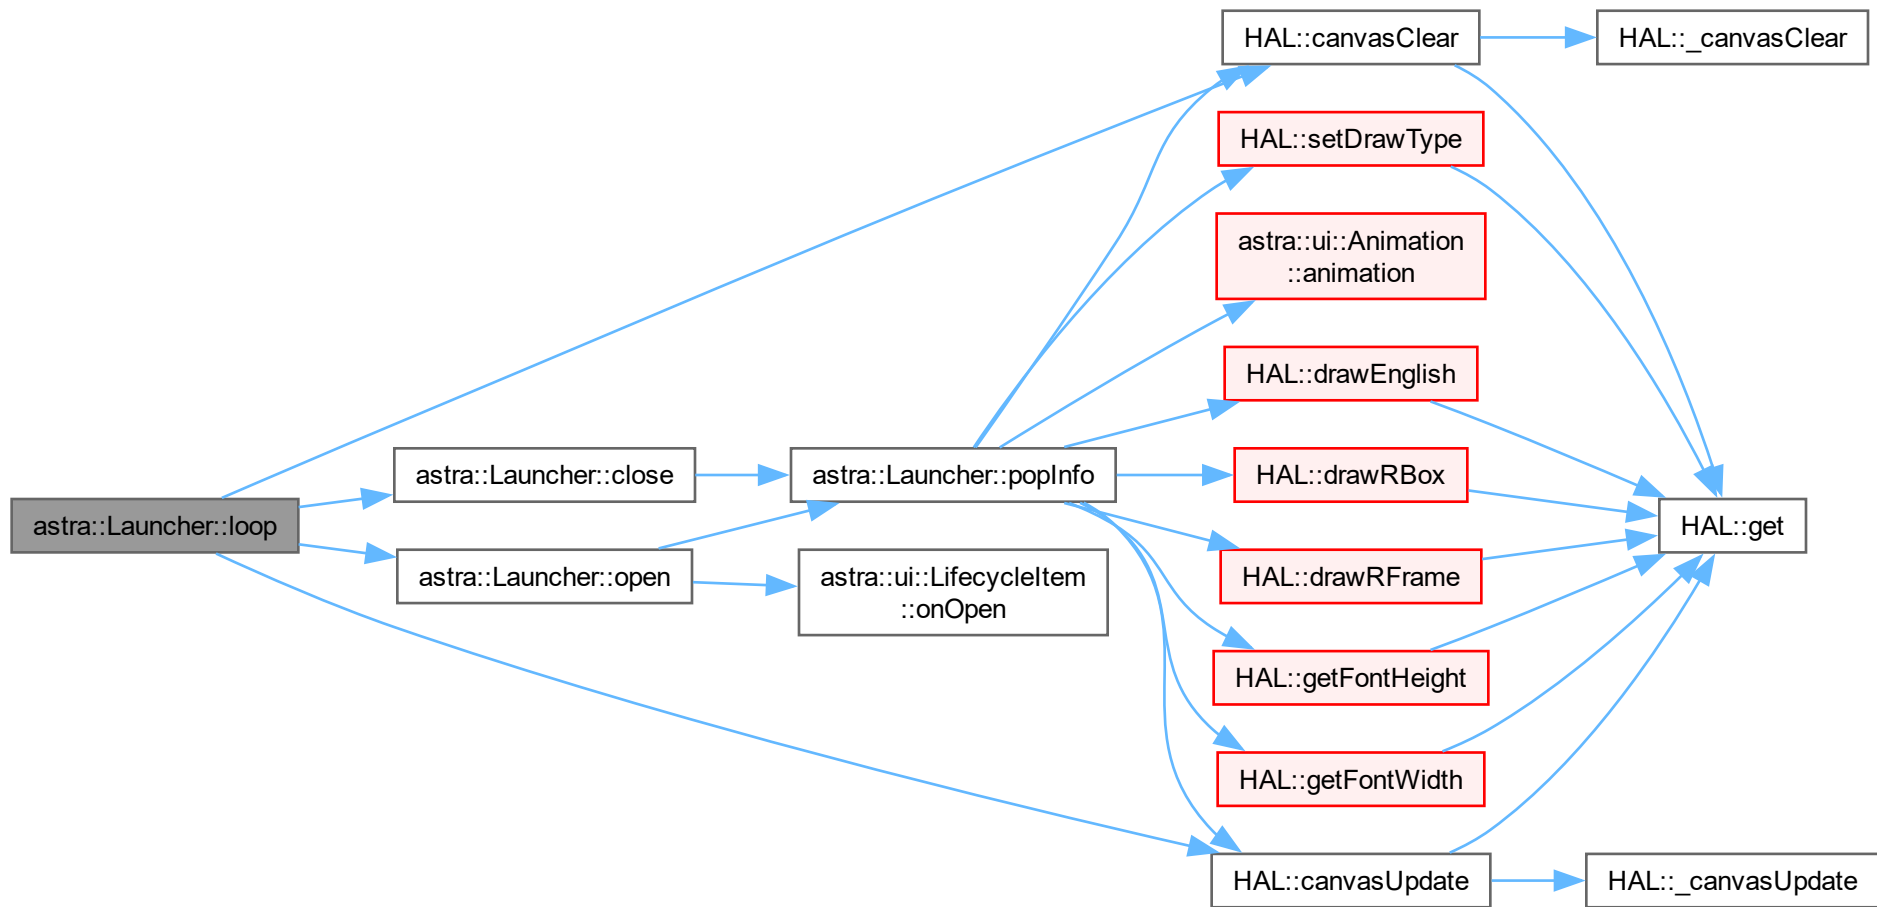 HAL::canvasClear
HAL::_canvasClear
HAL::setDrawType
astra::ui::Animation
::animation
HAL::drawEnglish
astra::Launcher::close
astra::Launcher::popInfo
HAL::drawRBox
astra::Launcher::loop
HAL::get
astra::Launcher::open
astra::ui::LifecycleItem
::onOpen
HAL::drawRFrame
HAL::getFontHeight
HAL::getFontWidth
HAL::canvasUpdate
HAL::_canvasUpdate